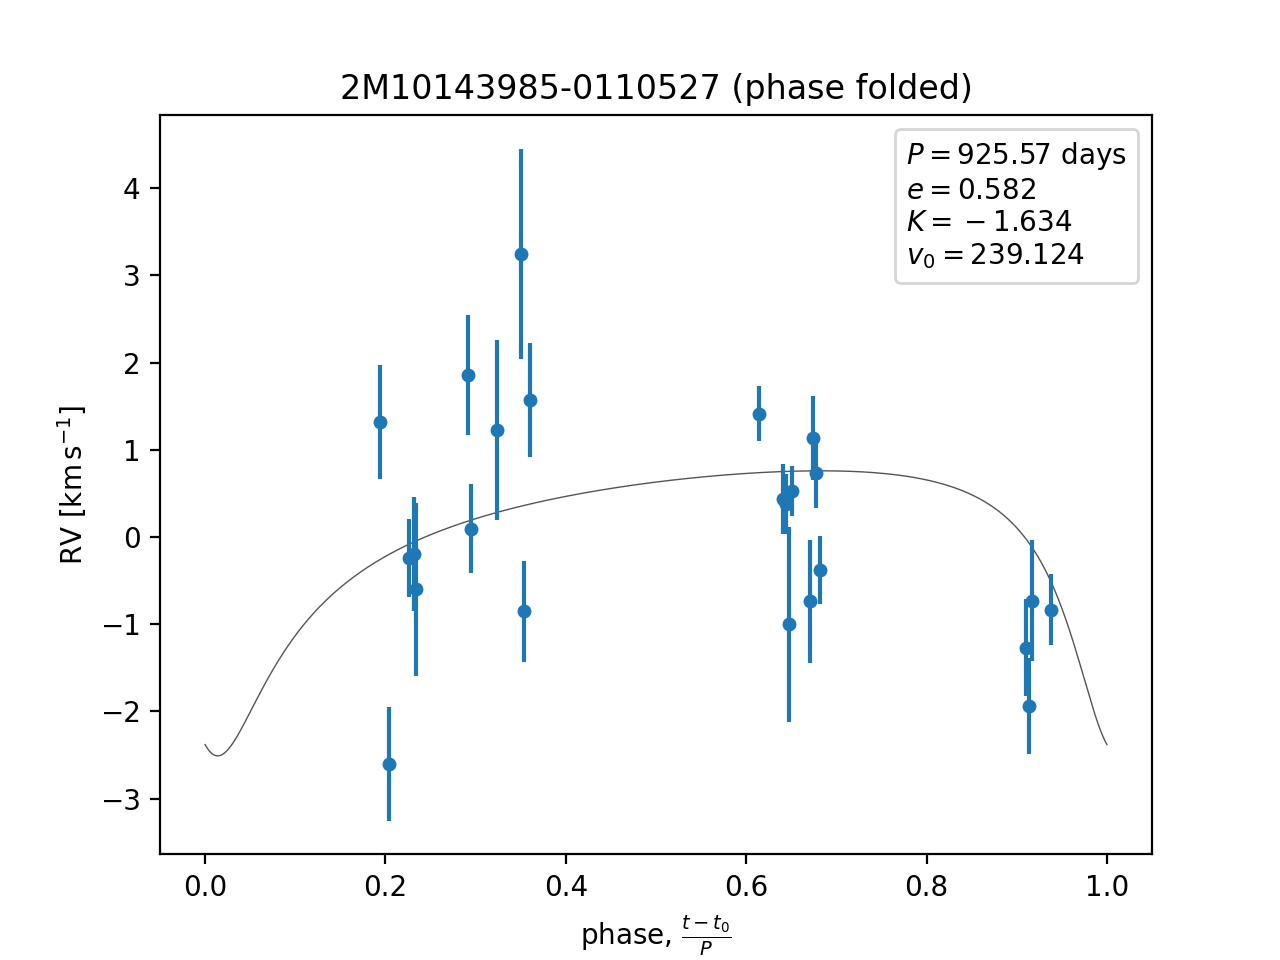 2M10143985-0110527 (phase folded)
P = 925.57 days
e = 0.582
K = −1.634
v₀ = 239.124
RV [km s⁻¹]
4
3
2
1
0
−1
−2
−3
0.0 0.2 0.4 0.6 0.8 1.0
phase, (t − t₀)/P